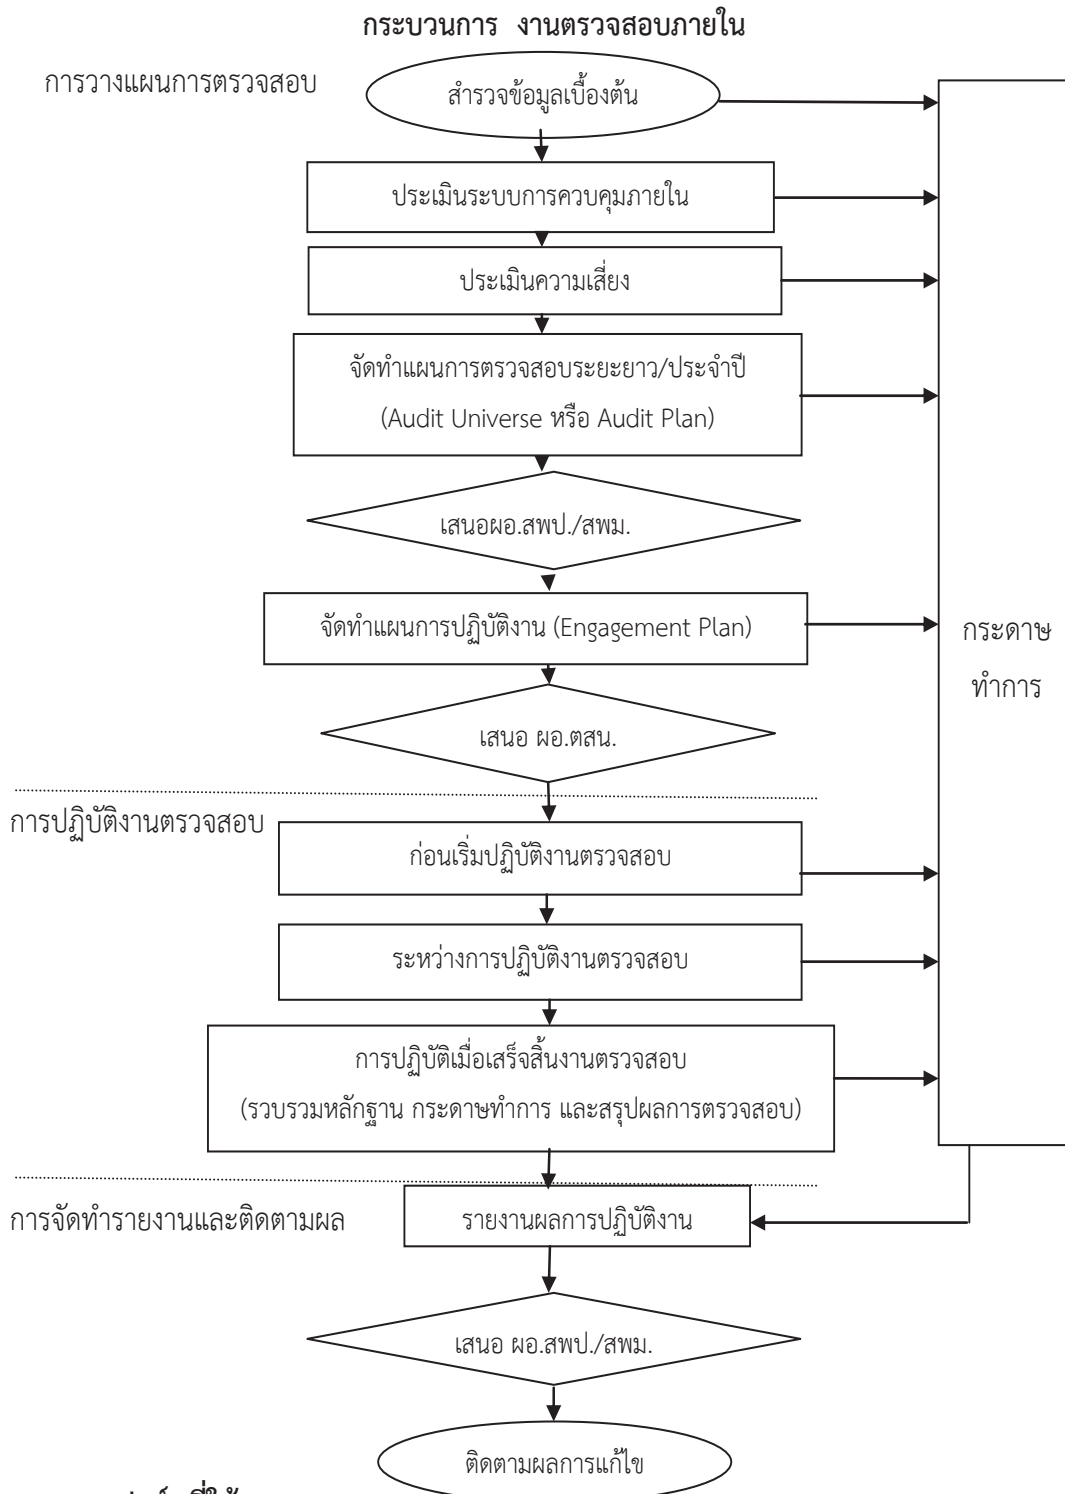 กระบวนการ งานตรวจสอบภายใน
การวางแผนการตรวจสอบ
สำรวจข้อมูลเบื้องต้น
ประเมินระบบการควบคุมภายใน
ประเมินความเสี่ยง
จัดทำแผนการตรวจสอบระยะยาว/ประจำปี
(Audit Universe หรือ Audit Plan)
เสนอผอ.สพป./สพม.
จัดทำแผนการปฏิบัติงาน (Engagement Plan)
กระดาษ
ทำการ
เสนอ ผอ.ตสน.
การปฏิบัติงานตรวจสอบ
ก่อนเริ่มปฏิบัติงานตรวจสอบ
ระหว่างการปฏิบัติงานตรวจสอบ
การปฏิบัติเมื่อเสร็จสิ้นงานตรวจสอบ
(รวบรวมหลักฐาน กระดาษทำการ และสรุปผลการตรวจสอบ)
การจัดทำรายงานและติดตามผล
รายงานผลการปฏิบัติงาน
เสนอ ผอ.สพป./สพม.
ติดตามผลการแก้ไข